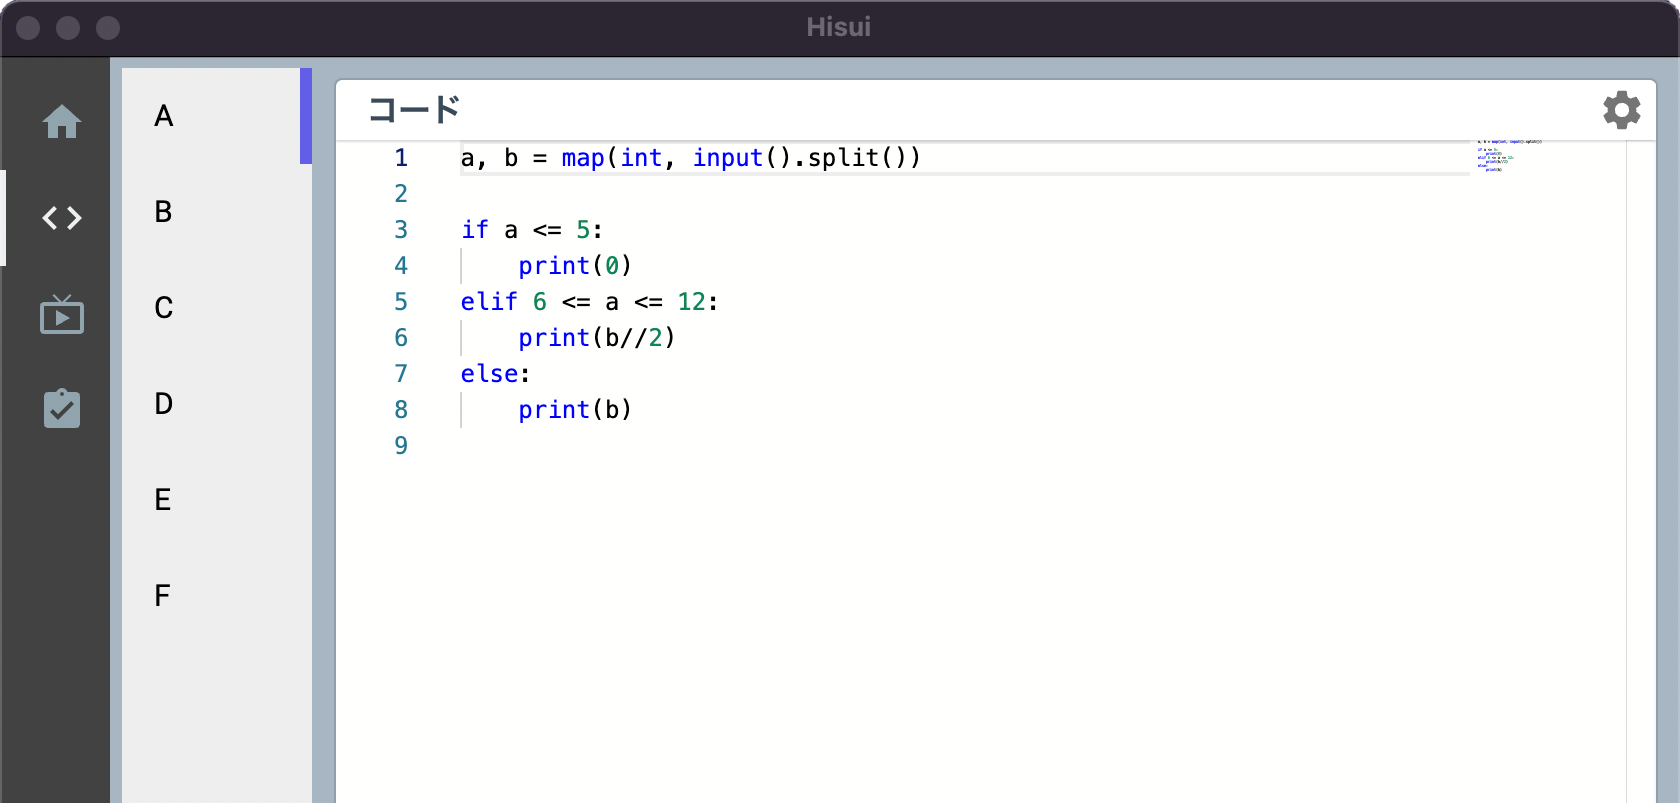 Hisui
A
B
C
D
E
F
コード
1 a, b = map(int, input().split())
2
3 if a <= 5:
4     print(0)
5 elif 6 <= a <= 12:
6     print(b//2)
7 else:
8     print(b)
9